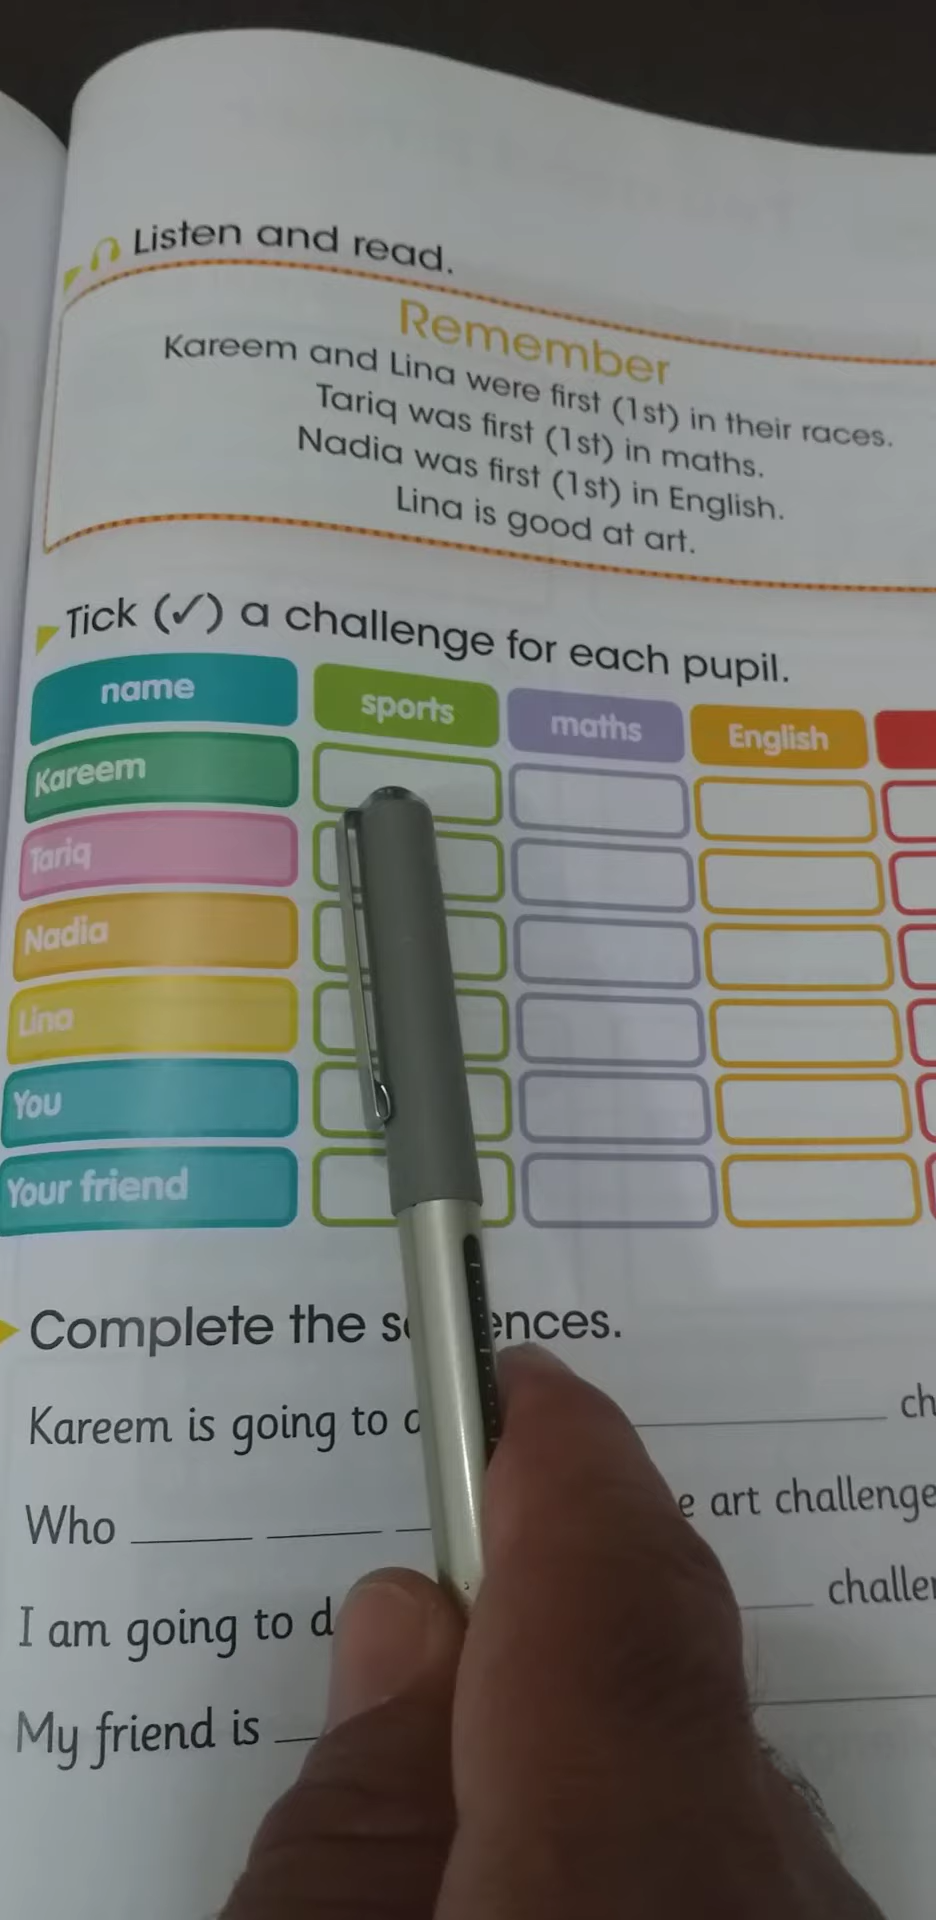 Listen and read.
Remember
Kareem and Lina were first (1st) in their races.
Tariq was first (1st) in maths.
Nadia was first (1st) in English.
Lina is good at art.
Tick (✓) a challenge for each pupil.
name sports maths English
Kareem
Tariq
Nadia
Lina
You
Your friend
Complete the
Kareem is going to
Who ____ ____ art challenge
I am going to
My friend is